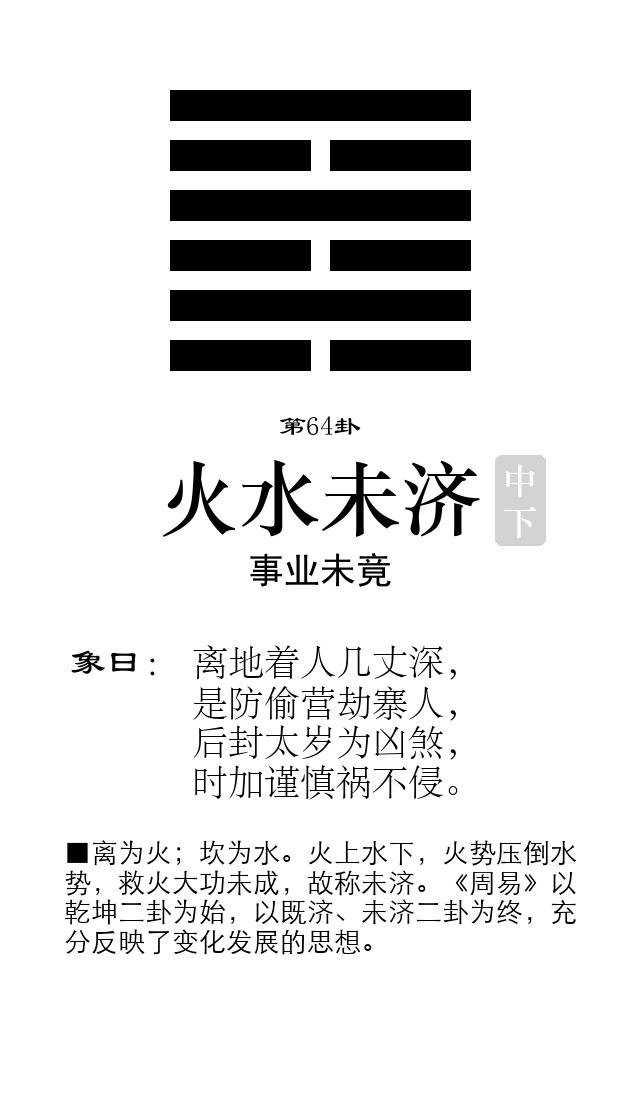 第64卦
火水未济
中下
事业未竟
象曰：离地着人几丈深，
是防偷营劫寨人，
后封太岁为凶煞，
时加谨慎祸不侵。
■离为火；坎为水。火上水下，火势压倒水
势，救火大功未成，故称未济。《周易》以
乾坤二卦为始，以既济、未济二卦为终，充
分反映了变化发展的思想。